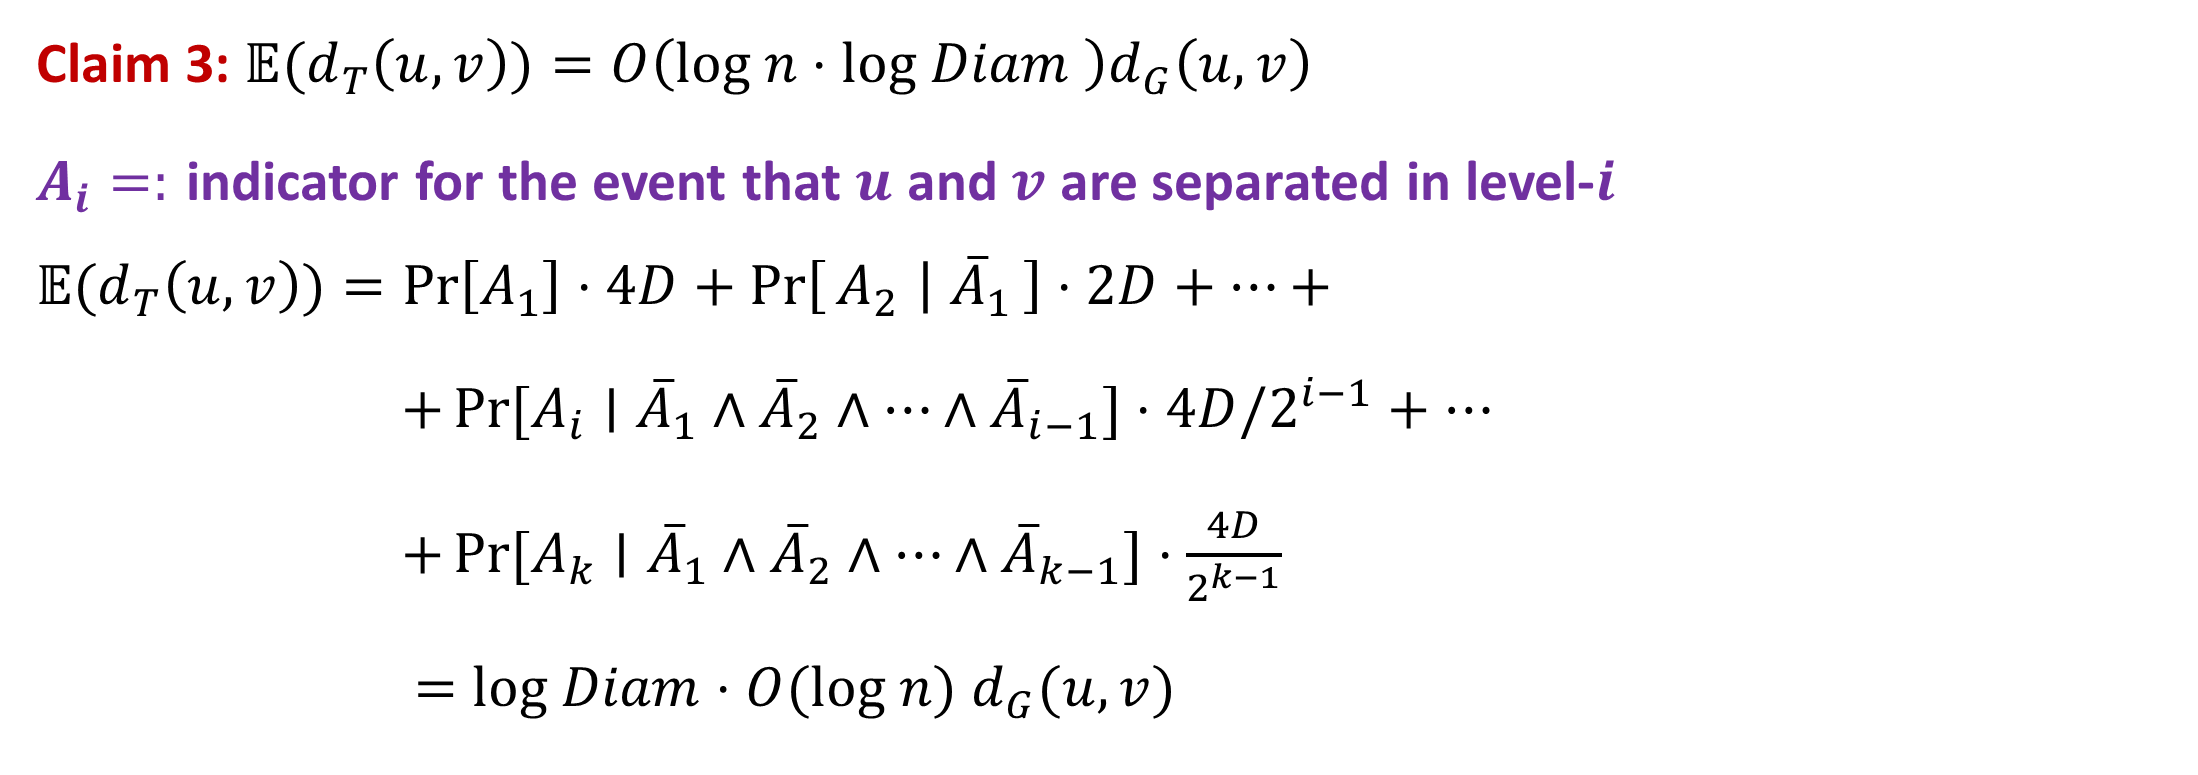 Claim 3: 𝔼(d_T(u, v)) = O(log n · log Diam )d_G(u, v)
A_i =: indicator for the event that u and v are separated in level-i
𝔼(d_T(u, v)) = Pr[A_1] · 4D + Pr[ A_2 | Ā_1 ] · 2D + ⋯ +
+ Pr[A_i | Ā_1 ∧ Ā_2 ∧ ⋯ ∧ Ā_{i−1}] · 4D/2^{i−1} + ⋯
+ Pr[A_k | Ā_1 ∧ Ā_2 ∧ ⋯ ∧ Ā_{k−1}] · \frac{4D}{2^{k−1}}
= log Diam · O(log n) d_G(u, v)